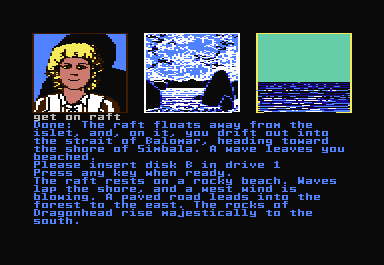 get on raft
Done! The raft floats away from the
islet, and, on it, you drift out into
the strait of Balomar, heading toward
the shore of Simbala. A wave leaves you
beached.
Please insert disk B in drive 1
Press any key when ready.
The raft rests on a rocky beach. Waves
lap the shore, and a west wind is
blowing. A paved road leads into the
forest to the east. The rocks of
Dragonhead rise majestically to the
south.